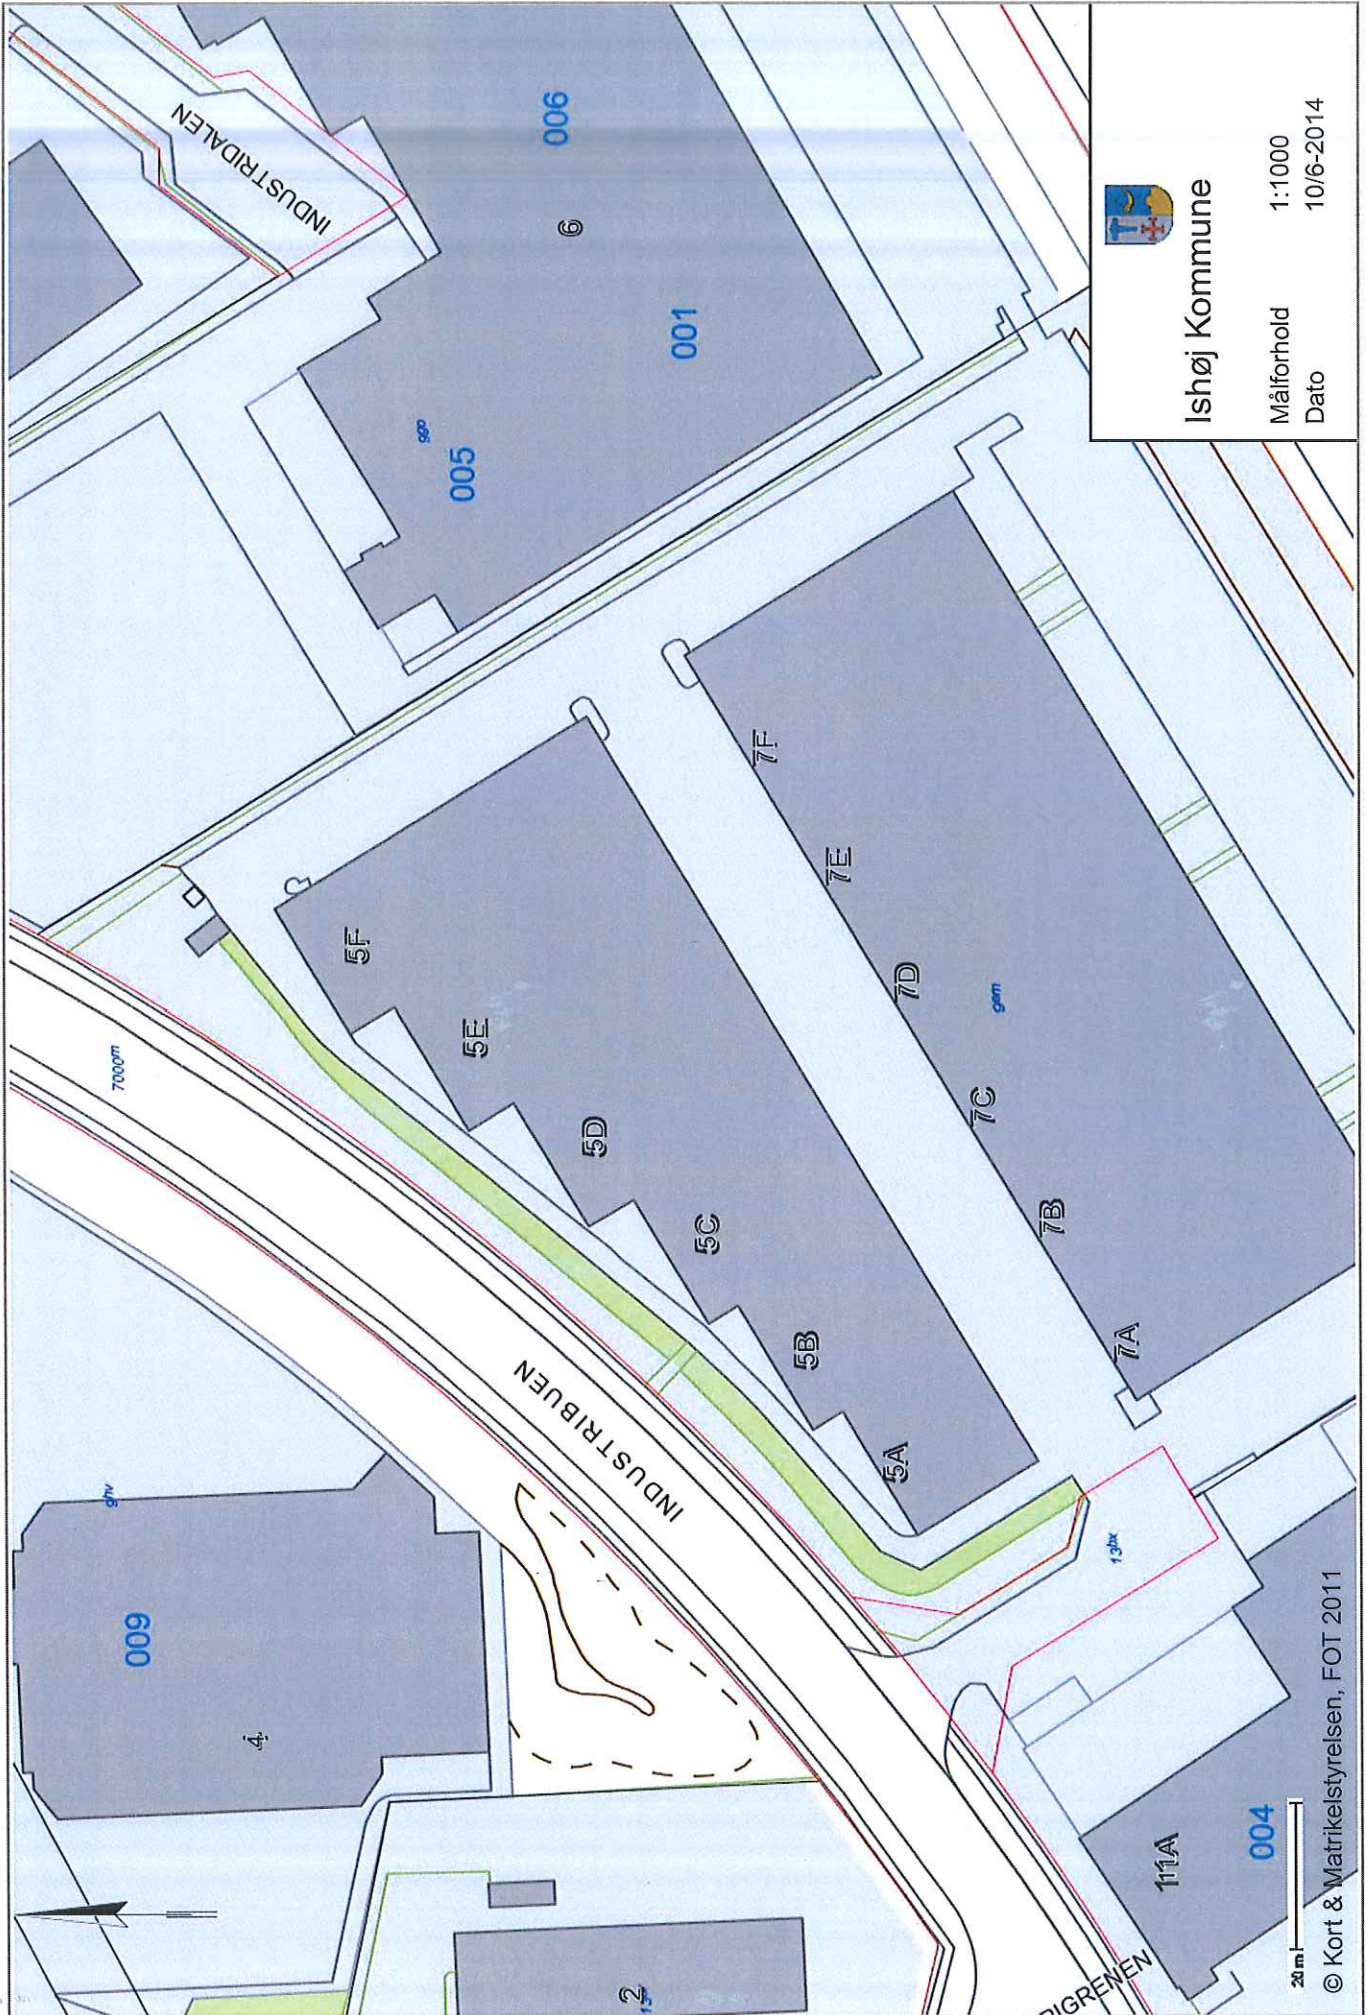 INDUSTRIDALEN
006
6
001
ggo
005
7000m
5F
5E
5D
5C
5B
5A
7F
7E
7D
gem
7C
7B
7A
INDUSTRIBUEN
ghv
009
4
13bx
2
11A
004
20 m
© Kort & Matrikelstyrelsen, FOT 2011
Ishøj Kommune
Målforhold 1:1000
Dato 10/6-2014